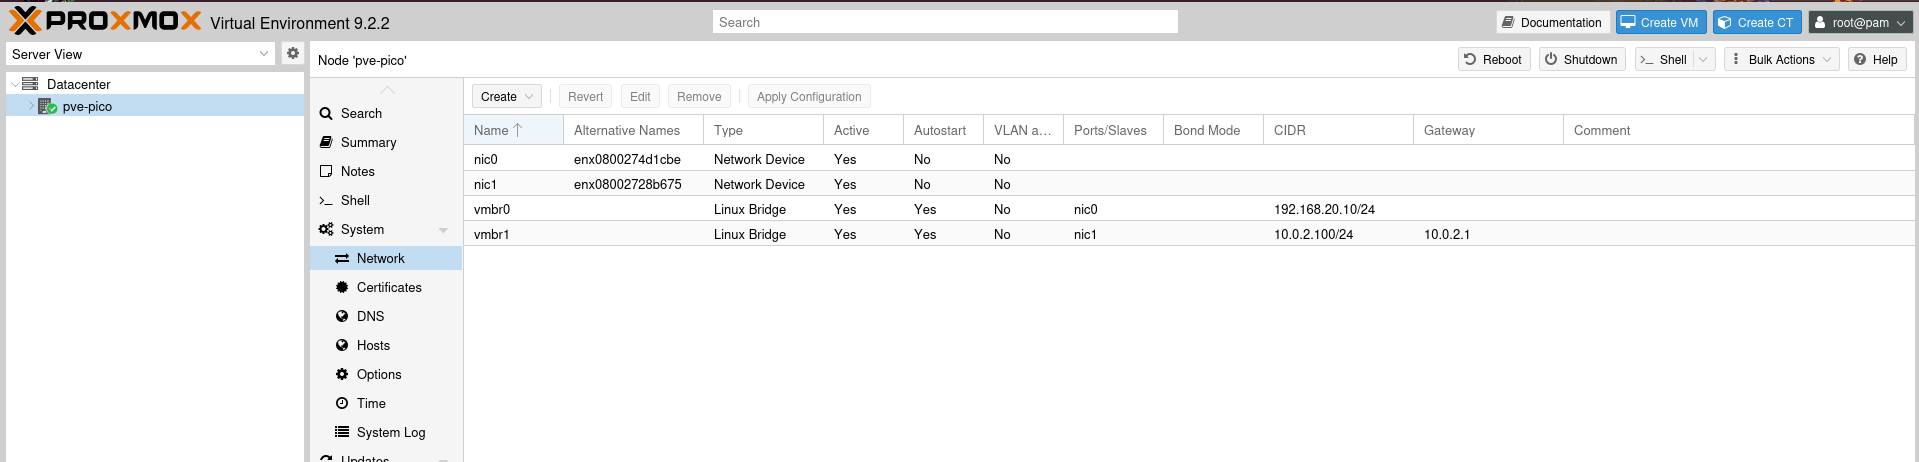 PROXMOX Virtual Environment 9.2.2
Search
Documentation
Create VM
Create CT
root@pam
Server View
Datacenter
pve-pico
Node 'pve-pico'
Reboot
Shutdown
Shell
Bulk Actions
Help
Search
Summary
Notes
Shell
System
Network
Certificates
DNS
Hosts
Options
Time
System Log
Updates
Create
Revert
Edit
Remove
Apply Configuration
Name Alternative Names Type Active Autostart VLAN a... Ports/Slaves Bond Mode CIDR Gateway Comment
nic0 enx0800274d1cbe Network Device Yes No No
nic1 enx08002728b675 Network Device Yes No No
vmbr0 Linux Bridge Yes Yes No nic0 192.168.20.10/24
vmbr1 Linux Bridge Yes Yes No nic1 10.0.2.100/24 10.0.2.1